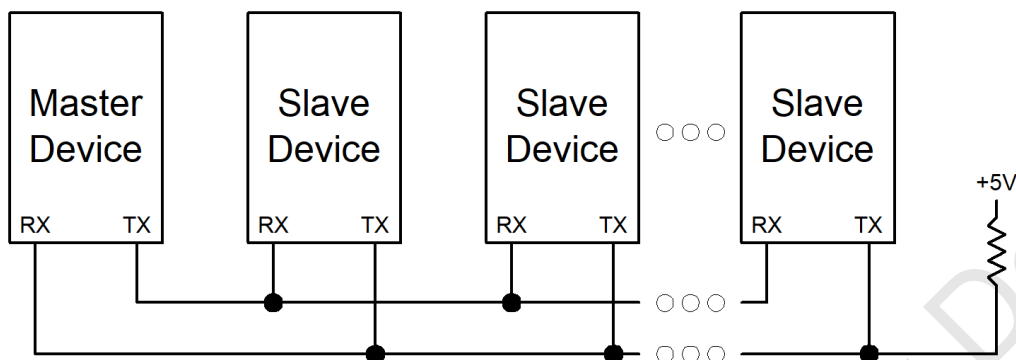 Master
Device
RX TX
Slave
Device
RX TX
Slave
Device
RX TX
Slave
Device
RX TX
+5V